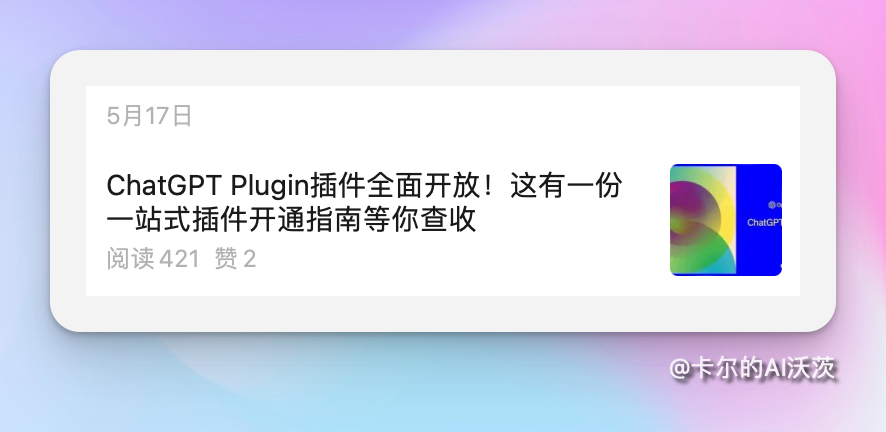 5月17日
ChatGPT Plugin插件全面开放！这有一份
一站式插件开通指南等你查收
阅读 421 赞 2
ChatGPT
@卡尔的AI沃茨